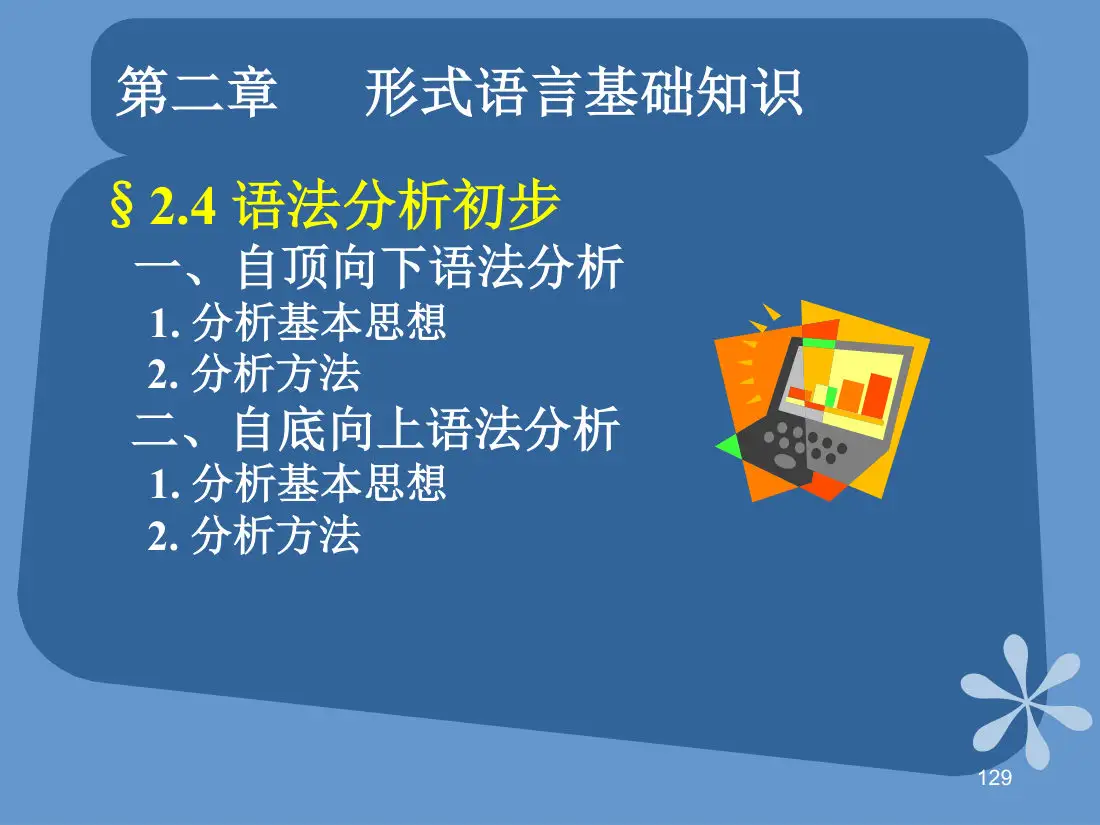 第二章 形式语言基础知识
§2.4 语法分析初步
一、自顶向下语法分析
1. 分析基本思想
2. 分析方法
二、自底向上语法分析
1. 分析基本思想
2. 分析方法
129